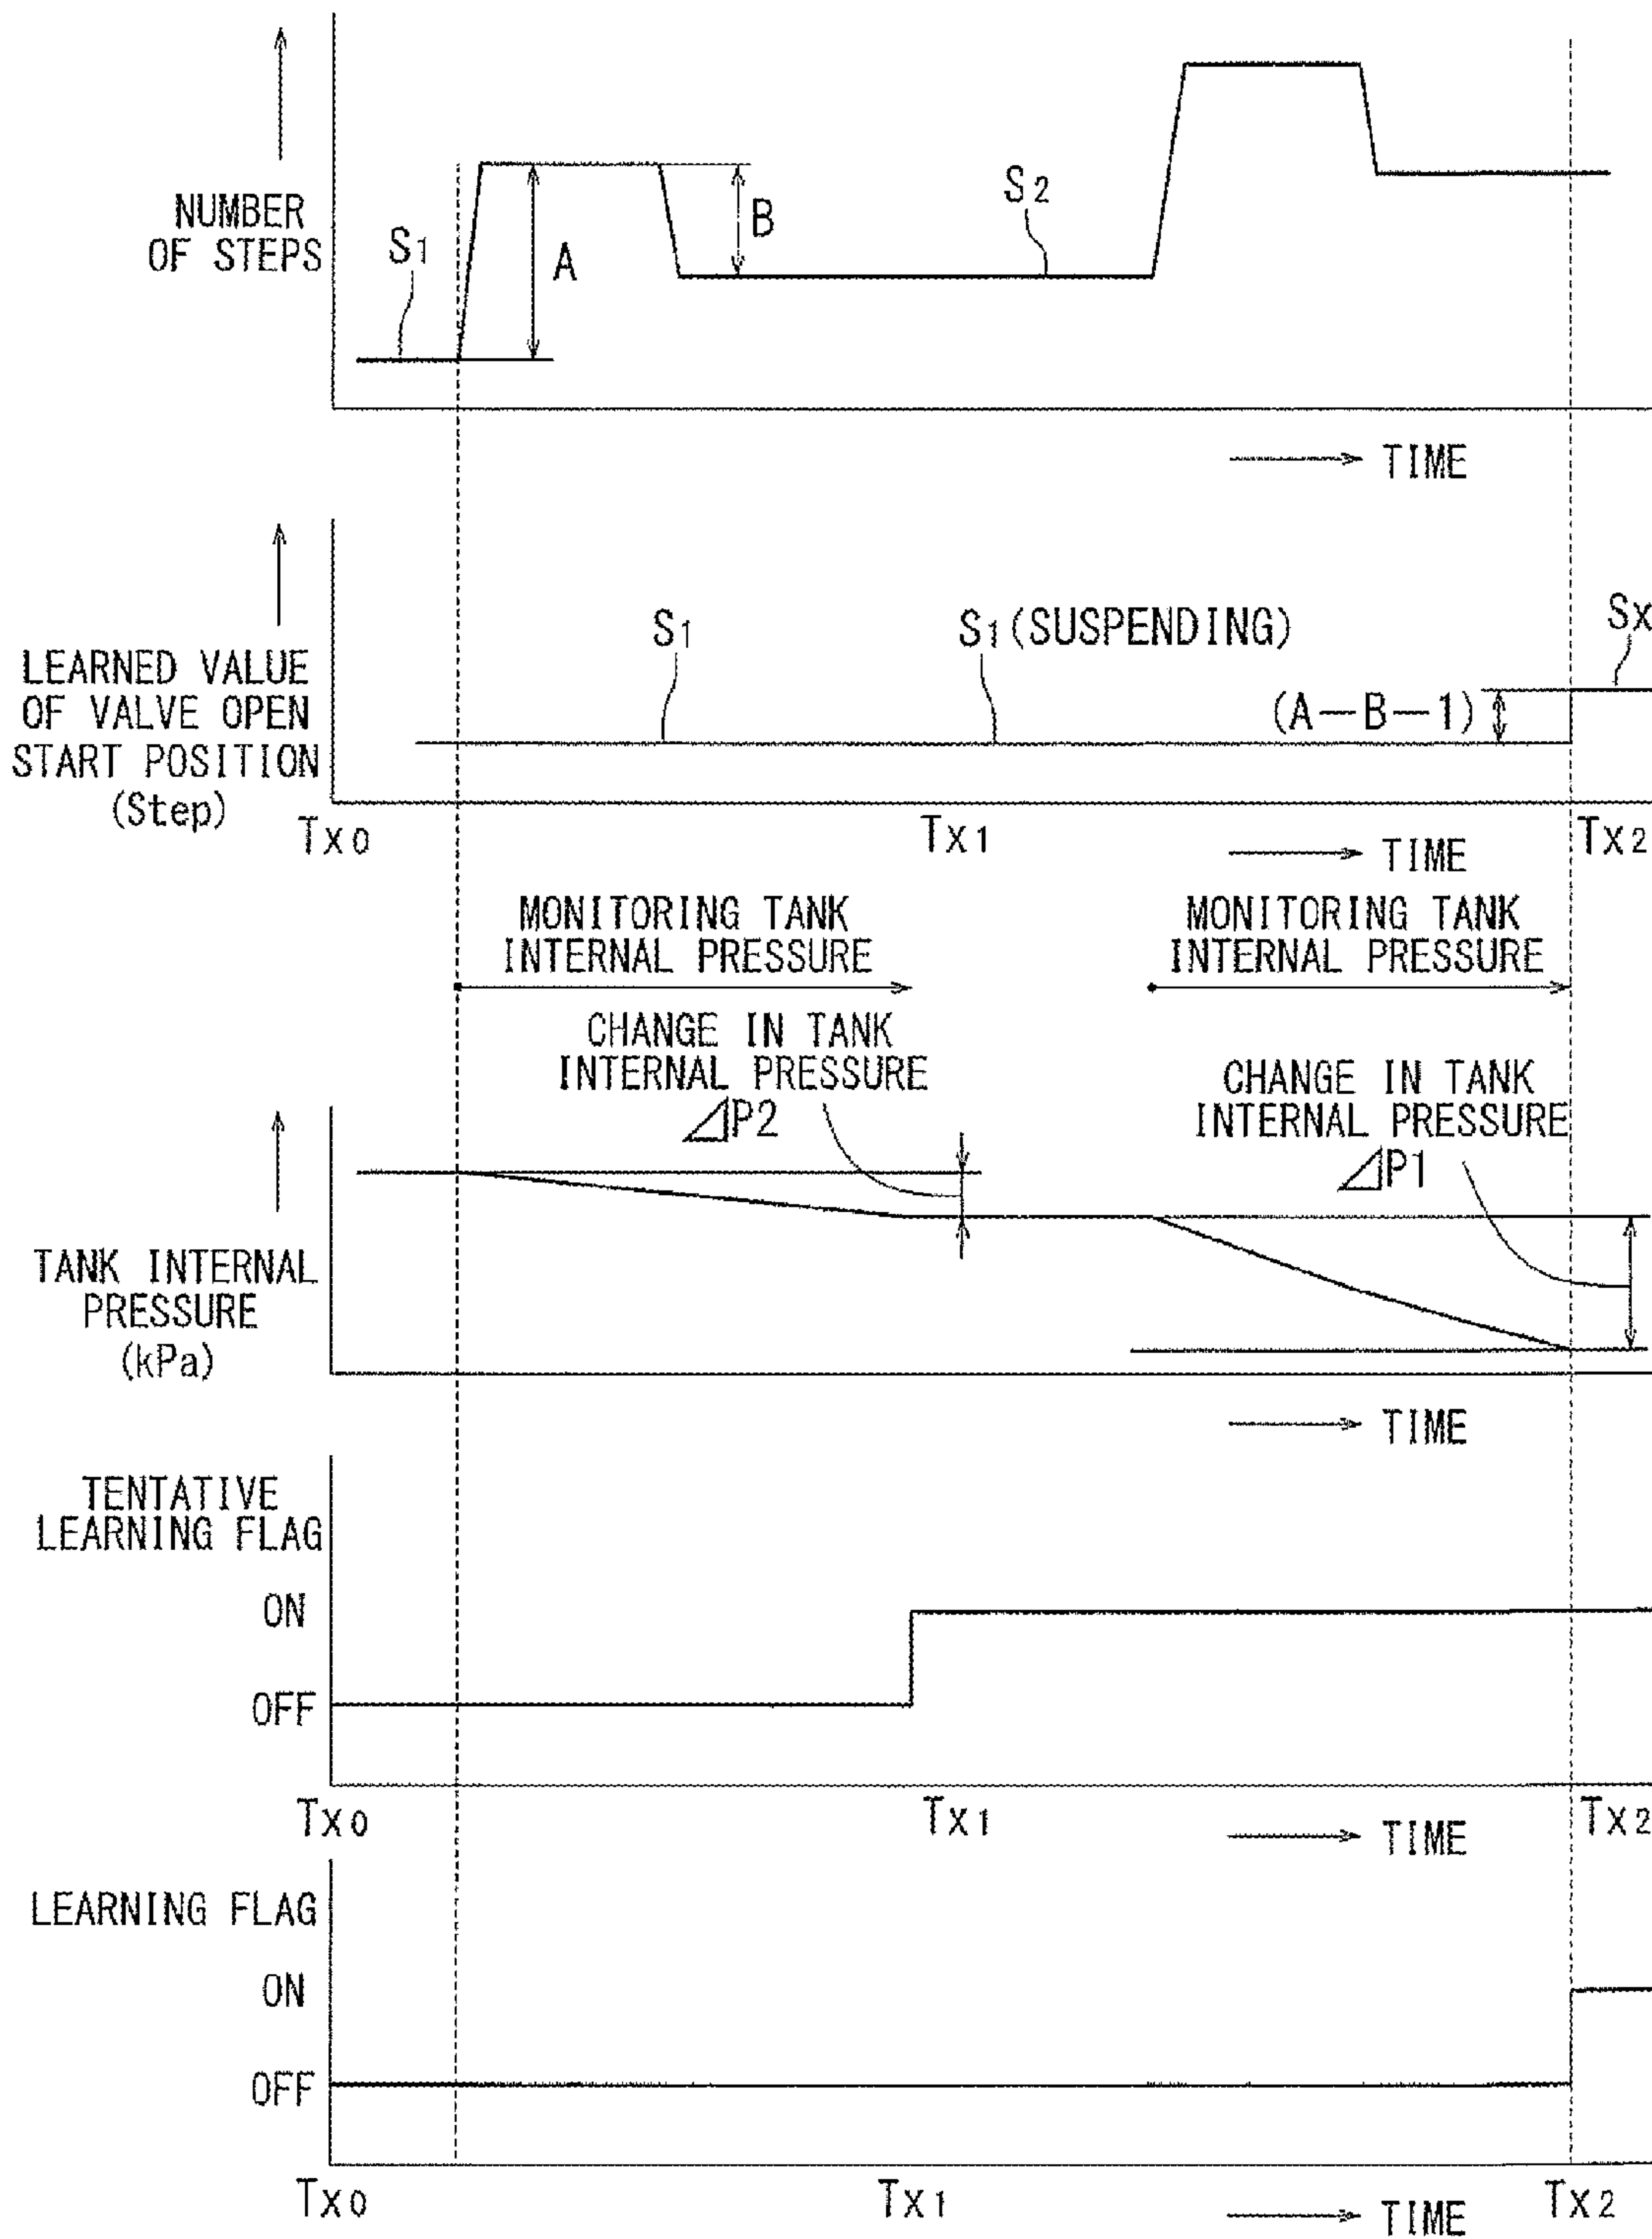 NUMBER
OF STEPS
S1
A
B
S2
TIME
LEARNED VALUE
OF VALVE OPEN
START POSITION
(Step)
S1
S1 (SUSPENDING)
(A-B-1)
Sx
Tx0
Tx1
Tx2
TIME
MONITORING TANK
INTERNAL PRESSURE
MONITORING TANK
INTERNAL PRESSURE
CHANGE IN TANK
INTERNAL PRESSURE
⊿P2
CHANGE IN TANK
INTERNAL PRESSURE
⊿P1
TANK INTERNAL
PRESSURE
(kPa)
TIME
TENTATIVE
LEARNING FLAG
ON
OFF
Tx0
Tx1
Tx2
TIME
LEARNING FLAG
ON
OFF
Tx0
Tx1
Tx2
TIME